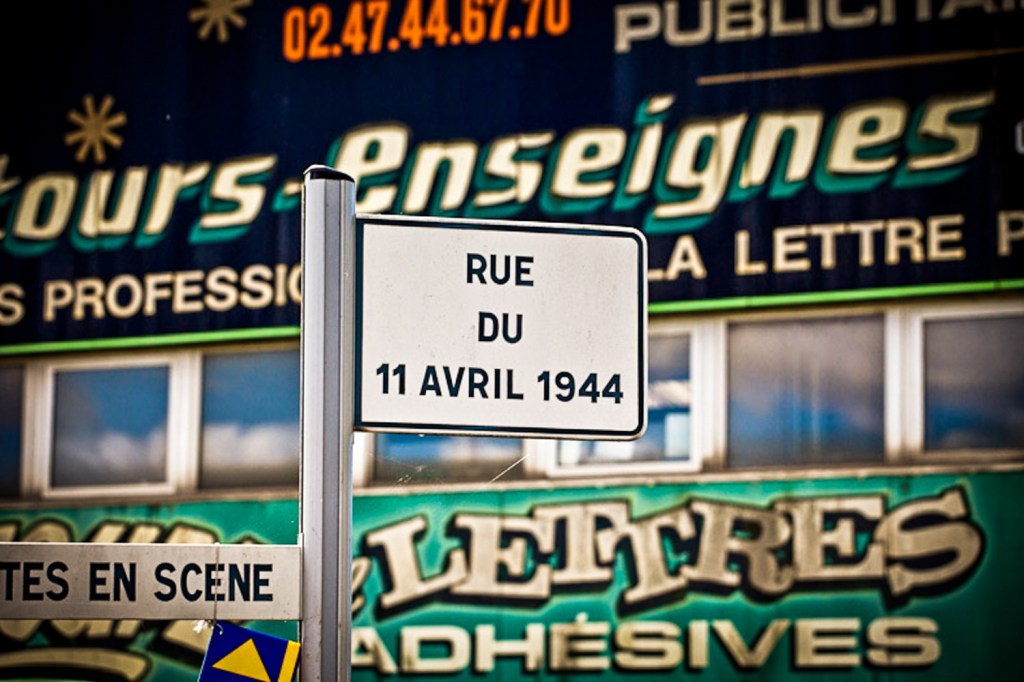 02.47.44.67.70
PUBLICITAI
tours-enseignes
S PROFESSIO
LA LETTRE P
RUE
DU
11 AVRIL 1944
LETTRES
TES EN SCENE
ADHÉSIVES